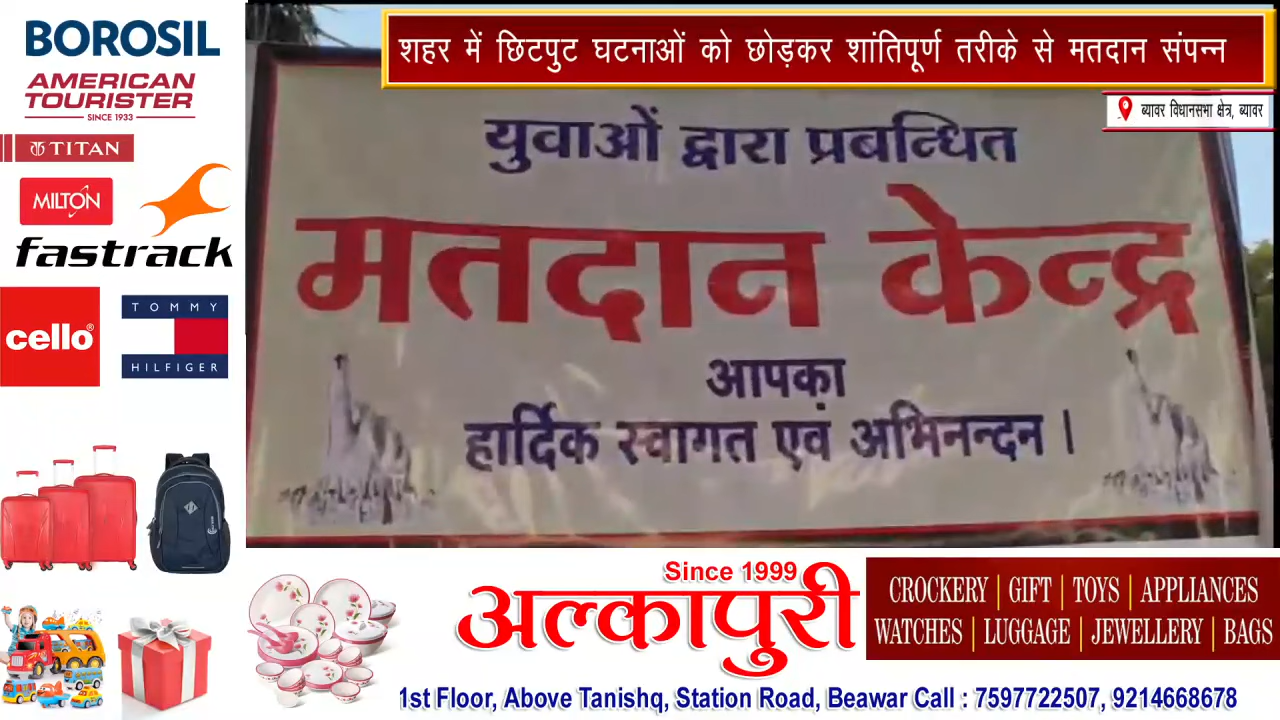 BOROSIL
AMERICAN
TOURISTER
SINCE 1933
TITAN
MILTON
fastrack
cello®
TOMMY
HILFIGER
शहर में छिटपुट घटनाओं को छोड़कर शांतिपूर्ण तरीके से मतदान संपन्न
ब्यावर विधानसभा क्षेत्र, ब्यावर
युवाओं द्वारा प्रबन्धित
मतदान केन्द्र
आपका
हार्दिक स्वागत एवं अभिनन्दन ।
Since 1999
अल्कापुरी
CROCKERY | GIFT | TOYS | APPLIANCES
WATCHES | LUGGAGE | JEWELLERY | BAGS
1st Floor, Above Tanishq, Station Road, Beawar Call : 7597722507, 9214668678